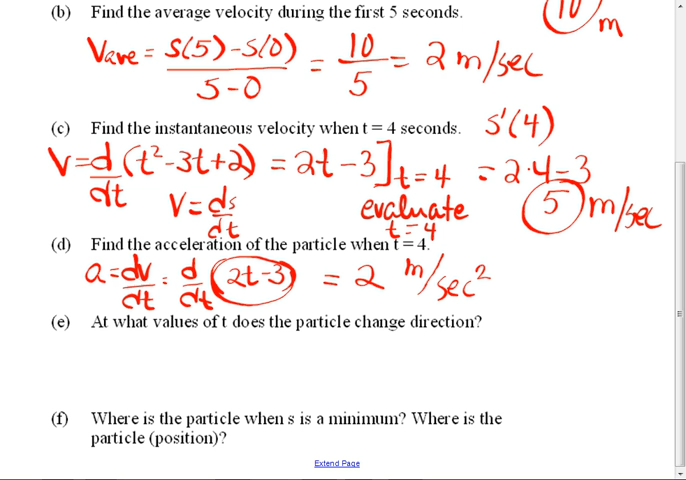 (b) Find the average velocity during the first 5 seconds.
10 m
Vave = S(5) - S(0) / 5 - 0 = 10 / 5 = 2 m/sec
(c) Find the instantaneous velocity when t = 4 seconds. S'(4)
V = d/dt (t² - 3t + 2) = 2t - 3] t = 4 = 2·4 - 3
V = ds/dt evaluate t = 4 5 m/sec
(d) Find the acceleration of the particle when t = 4.
a = dv/dt = d/dt (2t - 3) = 2 m/sec²
(e) At what values of t does the particle change direction?
(f) Where is the particle when s is a minimum? Where is the
particle (position)?
Extend Page